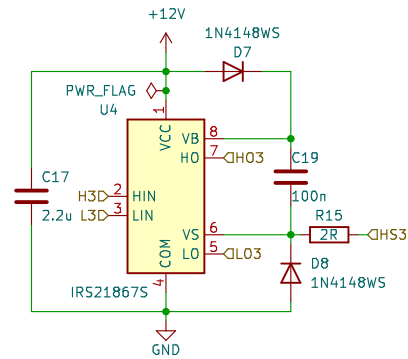 +12V
1N4148WS
D7
PWR_FLAG
U4
1
VCC
VB 8
HO 7 HO3
C19
100n
C17
2.2u
H3 2 HIN
L3 3 LIN
R15
2R
HS3
VS 6
LO 5 LO3
COM
4
D8
1N4148WS
IRS21867S
GND